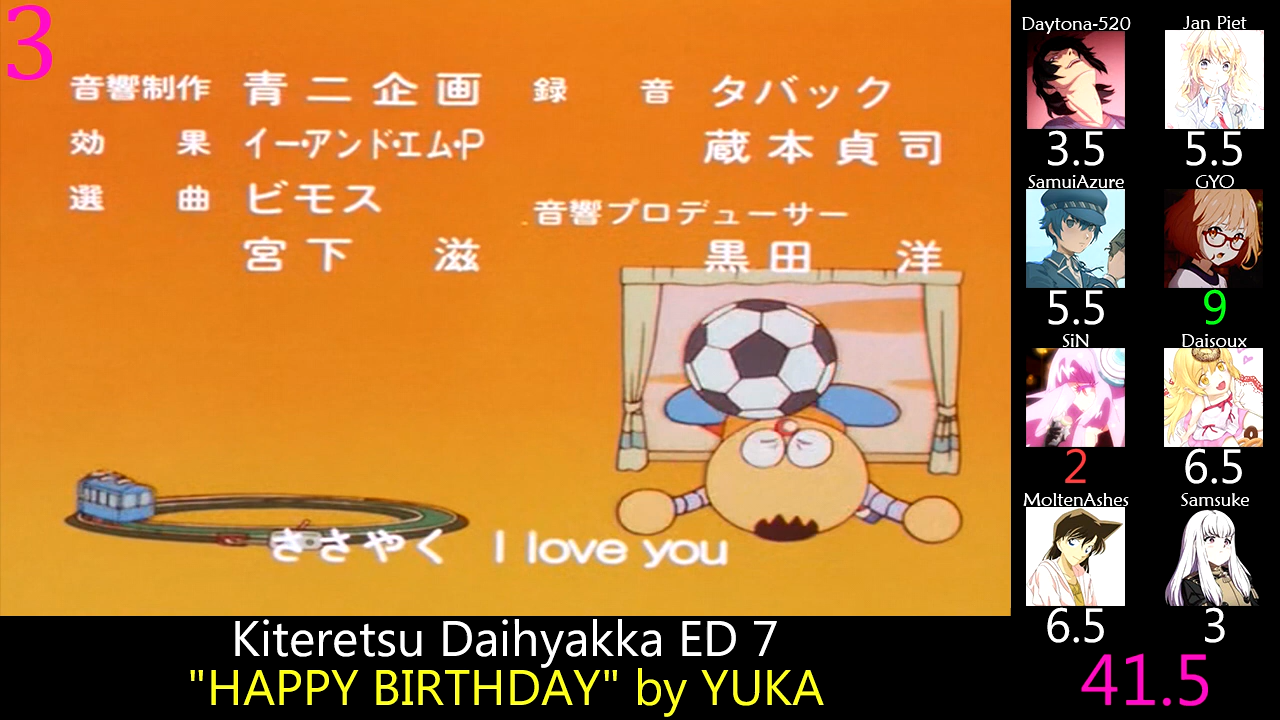 3
音響制作 青二企画 録 音 タバック
効 果 イー・アンド・エム・P 蔵本貞司
選 曲 ビモス
音響プロデューサー
宮下 滋 黒田 洋
ささやく I love you
Kiteretsu Daihyakka ED 7
"HAPPY BIRTHDAY" by YUKA
Daytona-520 Jan Piet
3.5 5.5
SamuiAzure GYO
5.5 9
SiN Daisoux
2 6.5
MoltenAshes Samsuke
6.5 3
41.5